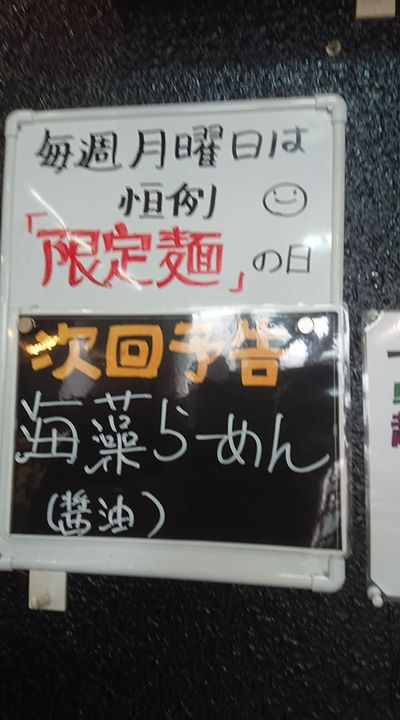 毎週月曜日は
恒例
「限定麺」の日
次回予告
海藻らーめん
(醤油)